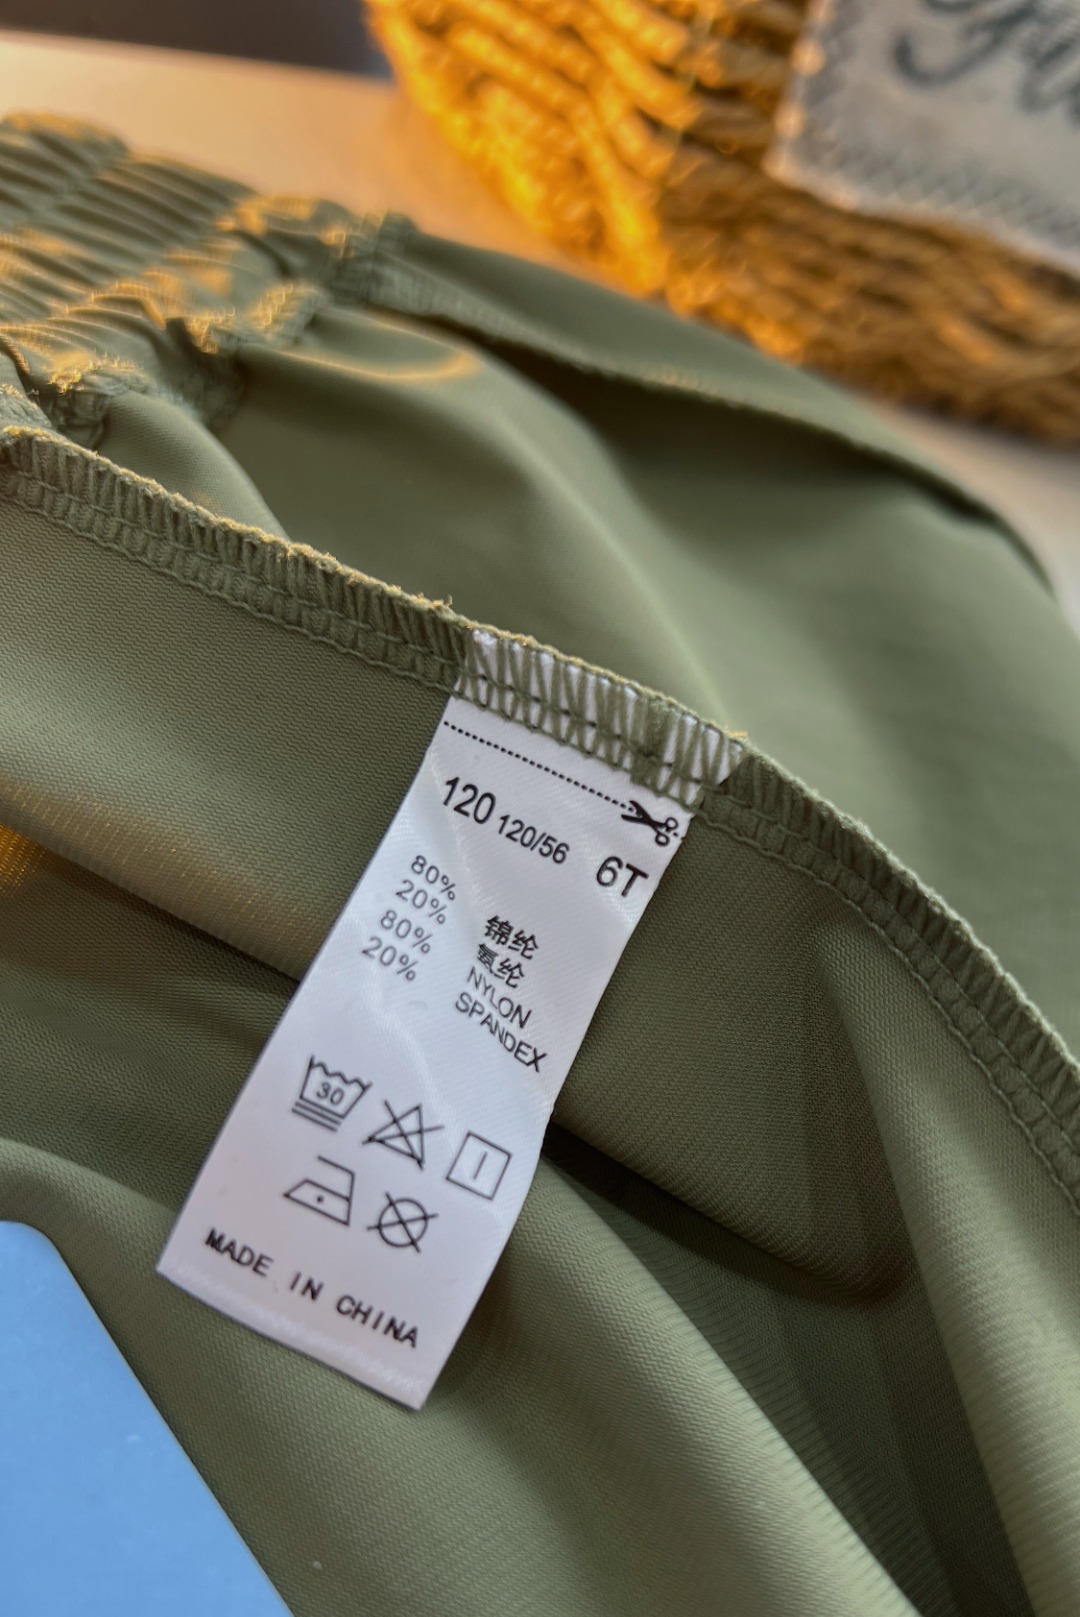 120 120/56 6T
80% 锦纶
20% 氨纶
80% NYLON
20% SPANDEX
30
MADE IN CHINA